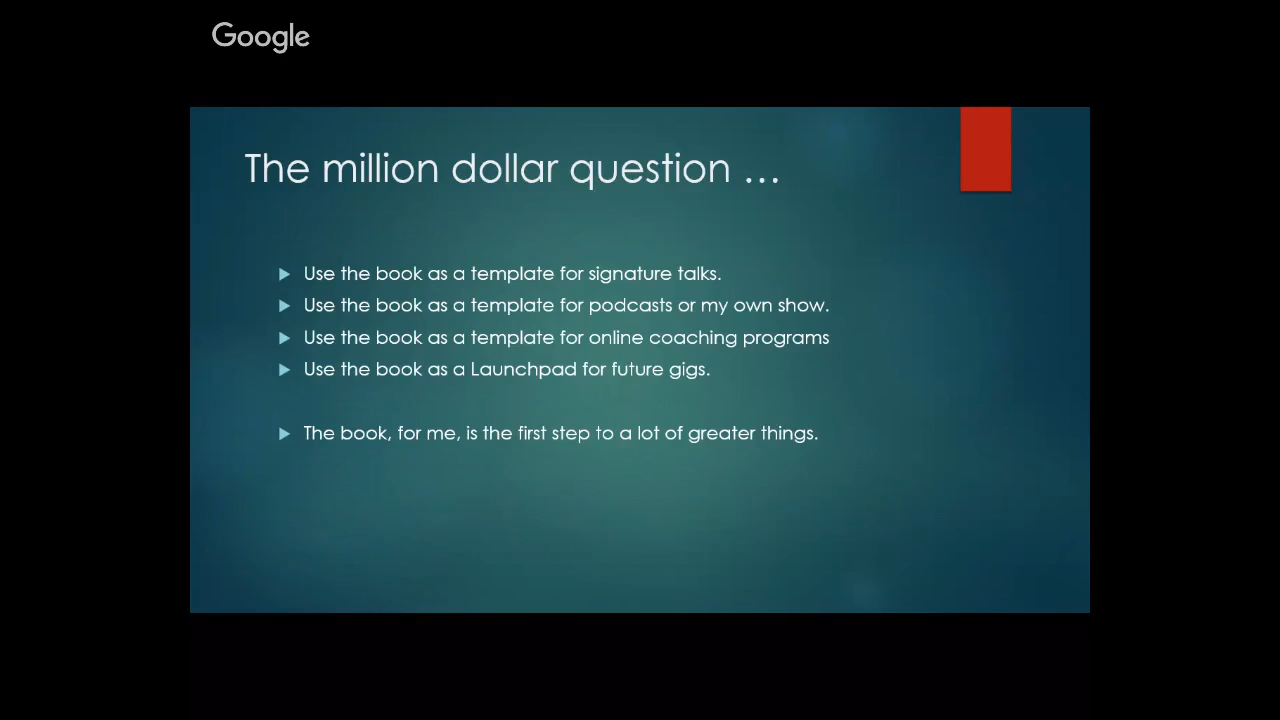 Google
The million dollar question ...
Use the book as a template for signature talks.
Use the book as a template for podcasts or my own show.
Use the book as a template for online coaching programs
Use the book as a Launchpad for future gigs.
The book, for me, is the first step to a lot of greater things.